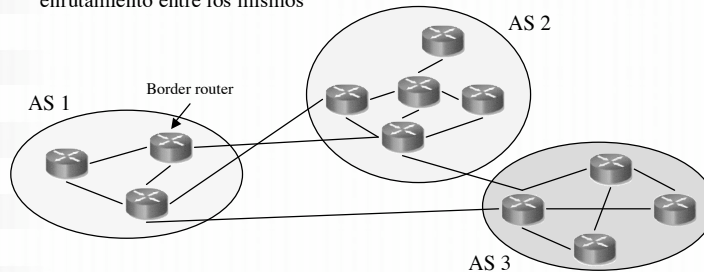 enrutamiento entre los mismos
AS 2
Border router
AS 1
AS 3